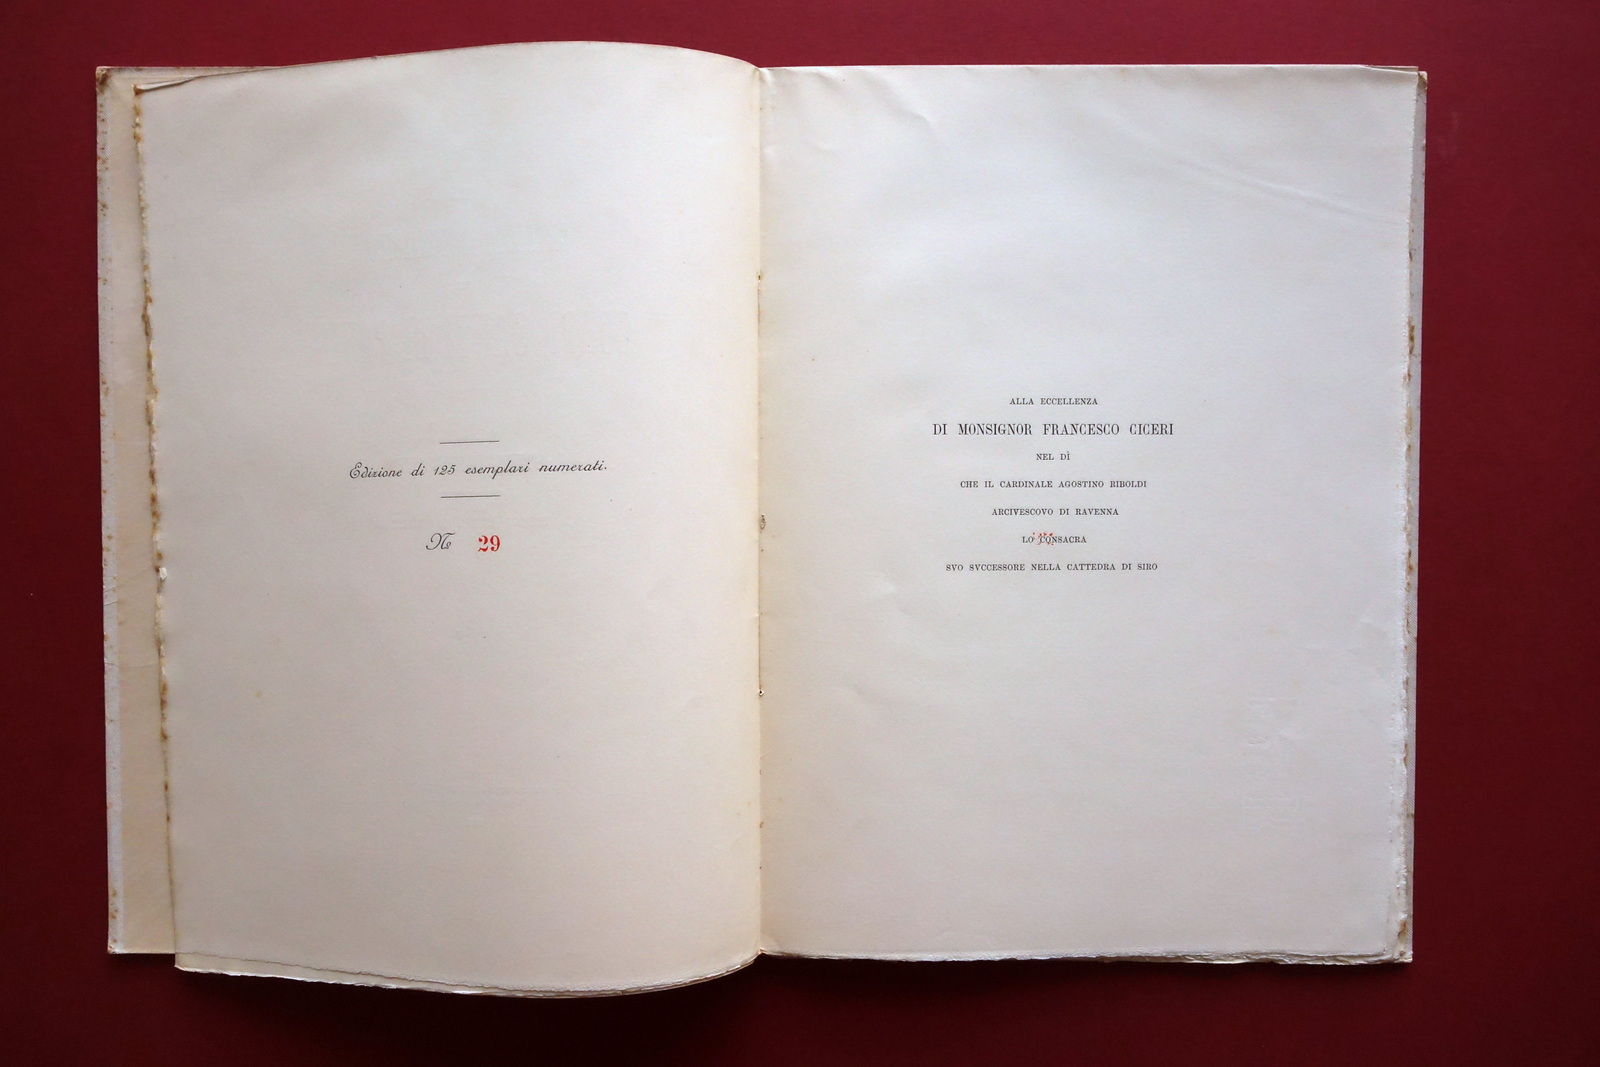 Edizione di 125 esemplari numerati.
N 29
ALLA ECCELLENZA
DI MONSIGNOR FRANCESCO CICERI
NEL DÌ
CHE IL CARDINALE AGOSTINO RIBOLDI
ARCIVESCOVO DI RAVENNA
LO CONSACRA
SVO SVCCESSORE NELLA CATTEDRA DI SIRO